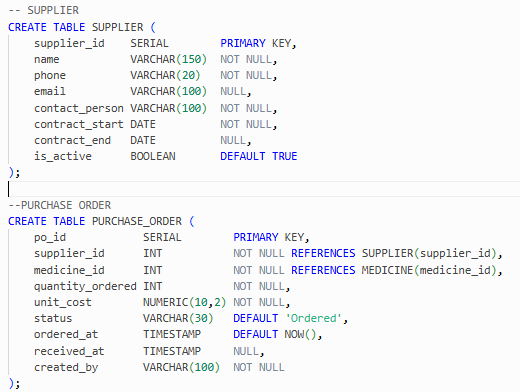 -- SUPPLIER
CREATE TABLE SUPPLIER (
    supplier_id    SERIAL        PRIMARY KEY,
    name           VARCHAR(150)  NOT NULL,
    phone          VARCHAR(20)   NOT NULL,
    email          VARCHAR(100)  NULL,
    contact_person VARCHAR(100)  NOT NULL,
    contract_start DATE          NOT NULL,
    contract_end   DATE          NULL,
    is_active      BOOLEAN       DEFAULT TRUE
);
--PURCHASE ORDER
CREATE TABLE PURCHASE_ORDER (
    po_id            SERIAL        PRIMARY KEY,
    supplier_id      INT           NOT NULL REFERENCES SUPPLIER(supplier_id),
    medicine_id      INT           NOT NULL REFERENCES MEDICINE(medicine_id),
    quantity_ordered INT           NOT NULL,
    unit_cost        NUMERIC(10,2) NOT NULL,
    status           VARCHAR(30)   DEFAULT 'Ordered',
    ordered_at       TIMESTAMP     DEFAULT NOW(),
    received_at      TIMESTAMP     NULL,
    created_by       VARCHAR(100)  NOT NULL
);